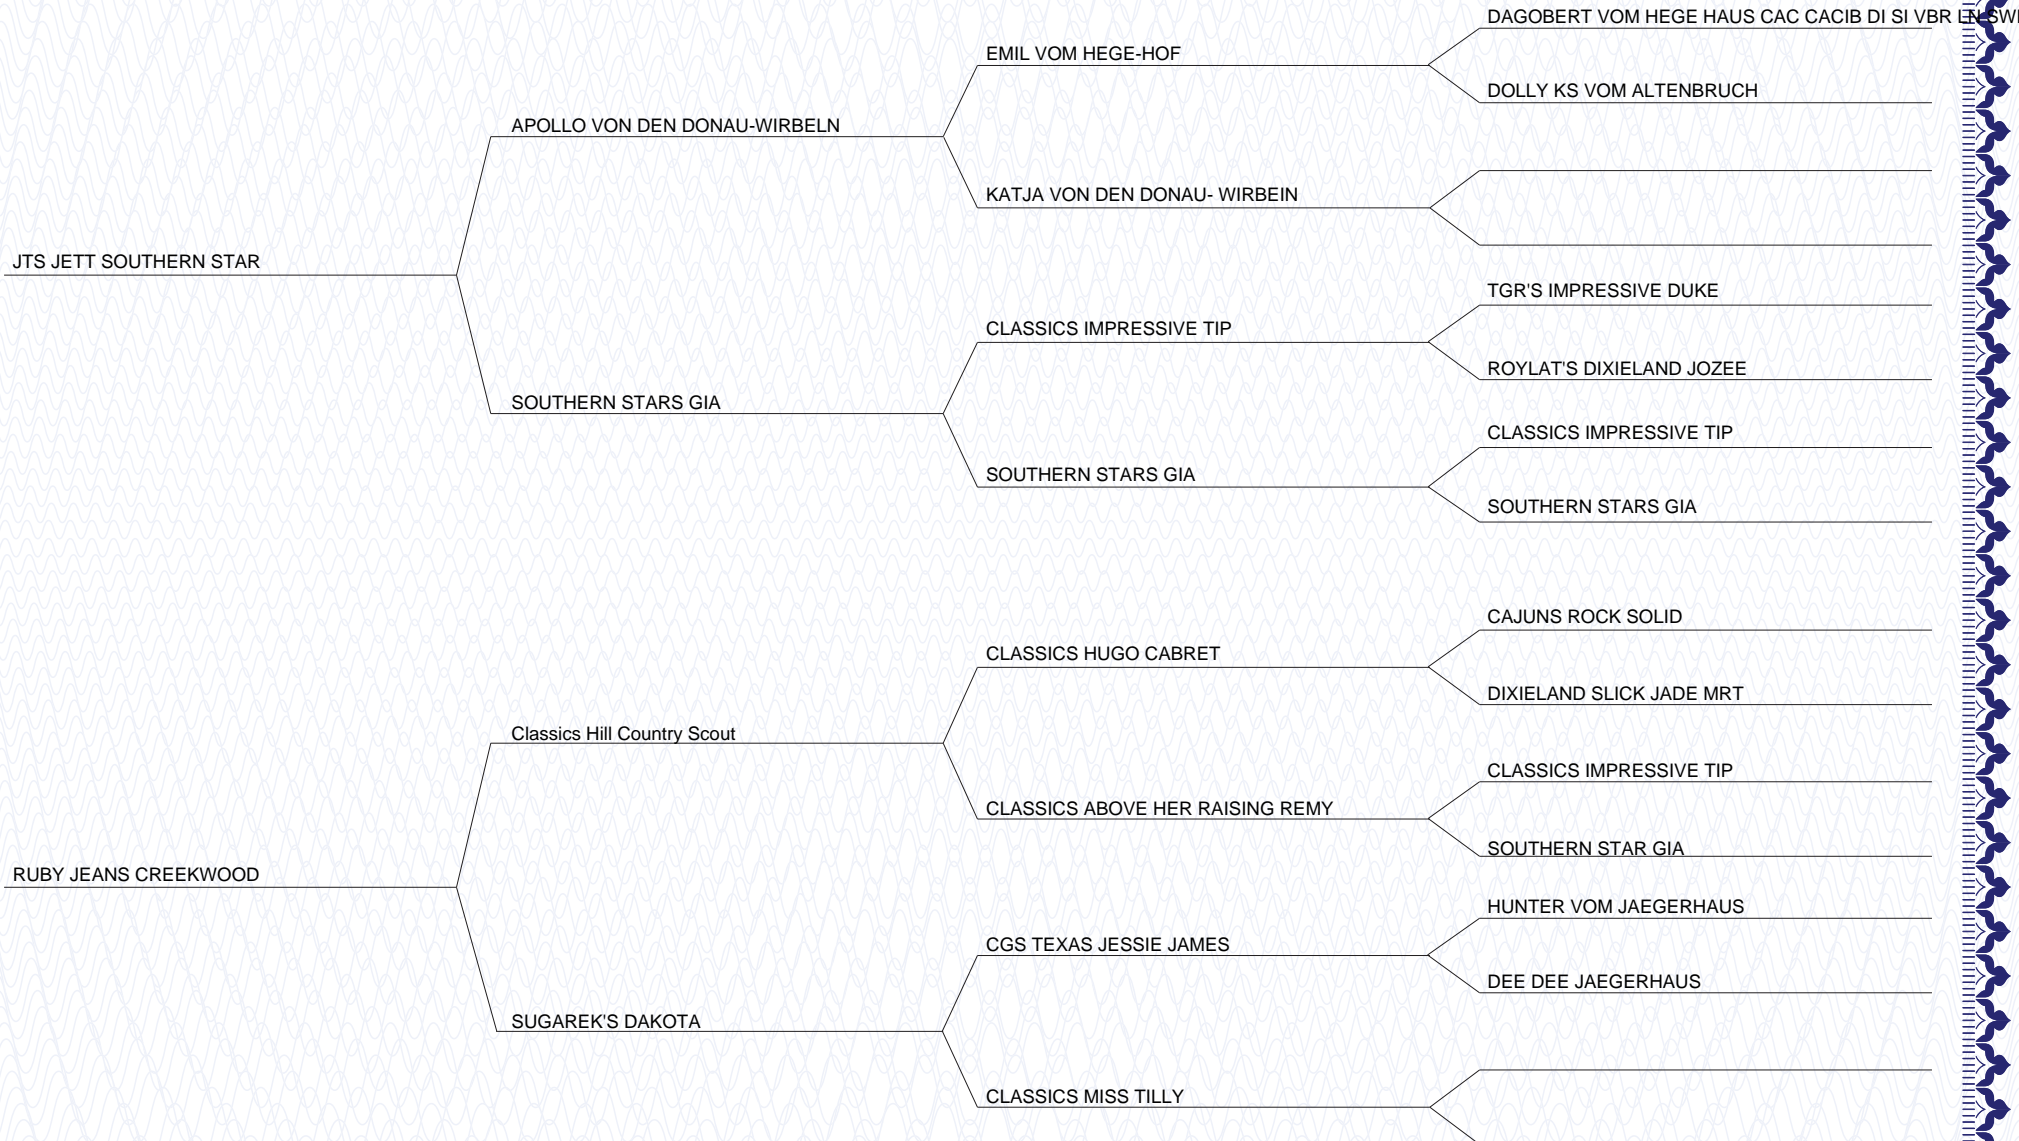 DAGOBERT VOM HEGE HAUS CAC CACIB DI SI VBR LN
EMIL VOM HEGE-HOF
DOLLY KS VOM ALTENBRUCH
APOLLO VON DEN DONAU-WIRBELN
KATJA VON DEN DONAU- WIRBEIN
JTS JETT SOUTHERN STAR
TGR'S IMPRESSIVE DUKE
CLASSICS IMPRESSIVE TIP
ROYLAT'S DIXIELAND JOZEE
SOUTHERN STARS GIA
CLASSICS IMPRESSIVE TIP
SOUTHERN STARS GIA
SOUTHERN STARS GIA
CAJUNS ROCK SOLID
CLASSICS HUGO CABRET
DIXIELAND SLICK JADE MRT
Classics Hill Country Scout
CLASSICS IMPRESSIVE TIP
CLASSICS ABOVE HER RAISING REMY
SOUTHERN STAR GIA
RUBY JEANS CREEKWOOD
HUNTER VOM JAEGERHAUS
CGS TEXAS JESSIE JAMES
DEE DEE JAEGERHAUS
SUGAREK'S DAKOTA
CLASSICS MISS TILLY